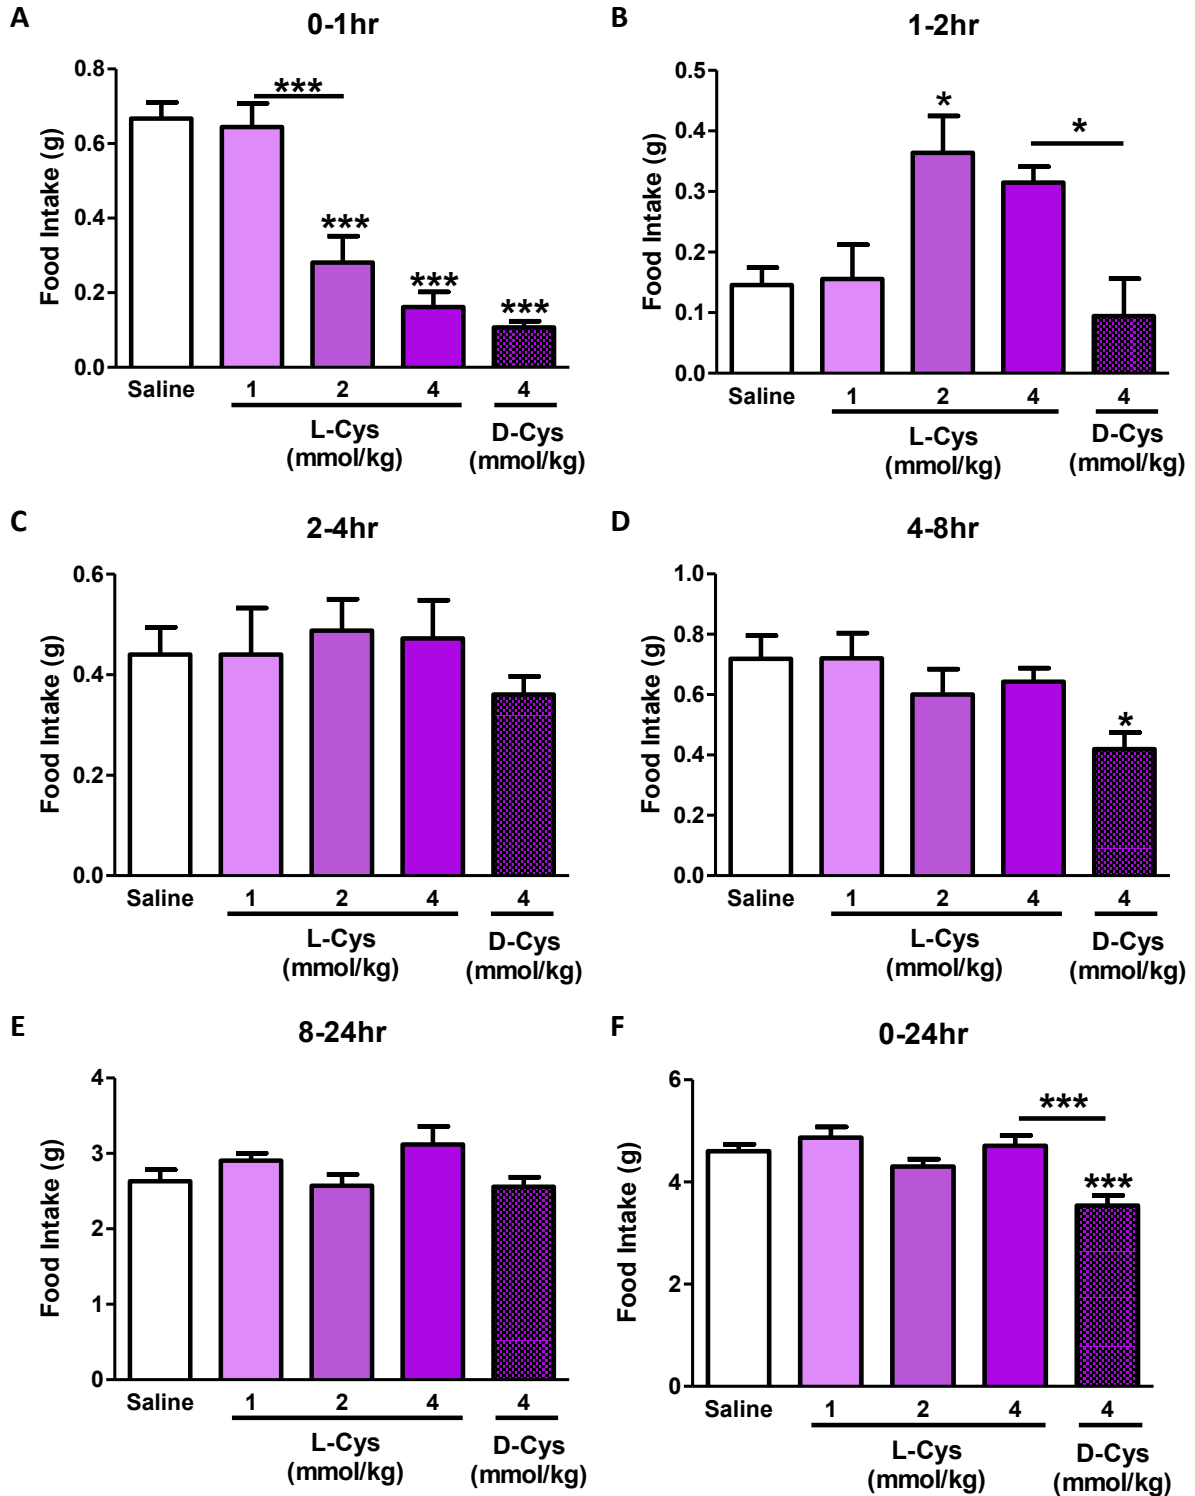 A
0-1hr
Food Intake (g)
0.8
0.6
0.4
0.2
0.0
***
***
***
***
Saline
1
2
4
4
L-Cys
(mmol/kg)
D-Cys
(mmol/kg)
B
1-2hr
Food Intake (g)
0.5
0.4
0.3
0.2
0.1
0.0
*
*
Saline
1
2
4
4
L-Cys
(mmol/kg)
D-Cys
(mmol/kg)
C
2-4hr
Food Intake (g)
0.6
0.4
0.2
0.0
Saline
1
2
4
4
L-Cys
(mmol/kg)
D-Cys
(mmol/kg)
D
4-8hr
Food Intake (g)
1.0
0.8
0.6
0.4
0.2
0.0
*
Saline
1
2
4
4
L-Cys
(mmol/kg)
D-Cys
(mmol/kg)
E
8-24hr
Food Intake (g)
4
3
2
1
0
Saline
1
2
4
4
L-Cys
(mmol/kg)
D-Cys
(mmol/kg)
F
0-24hr
Food Intake (g)
6
4
2
0
***
***
Saline
1
2
4
4
L-Cys
(mmol/kg)
D-Cys
(mmol/kg)